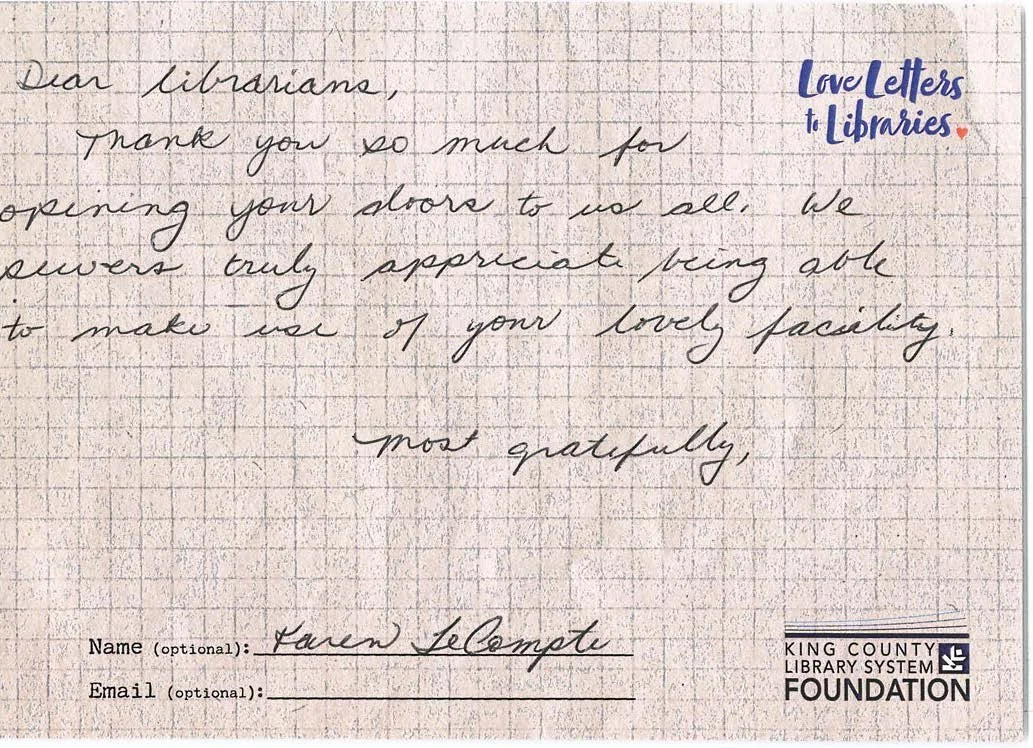 Dear librarians,
Love Letters
to Libraries
Thank you so much for
opening your doors to us all. We
sewers truly appreciate being able
to make use of your lovely facility.
Most gratefully,
Name (optional): Karen LeCompte
Email (optional):
KING COUNTY
LIBRARY SYSTEM
FOUNDATION